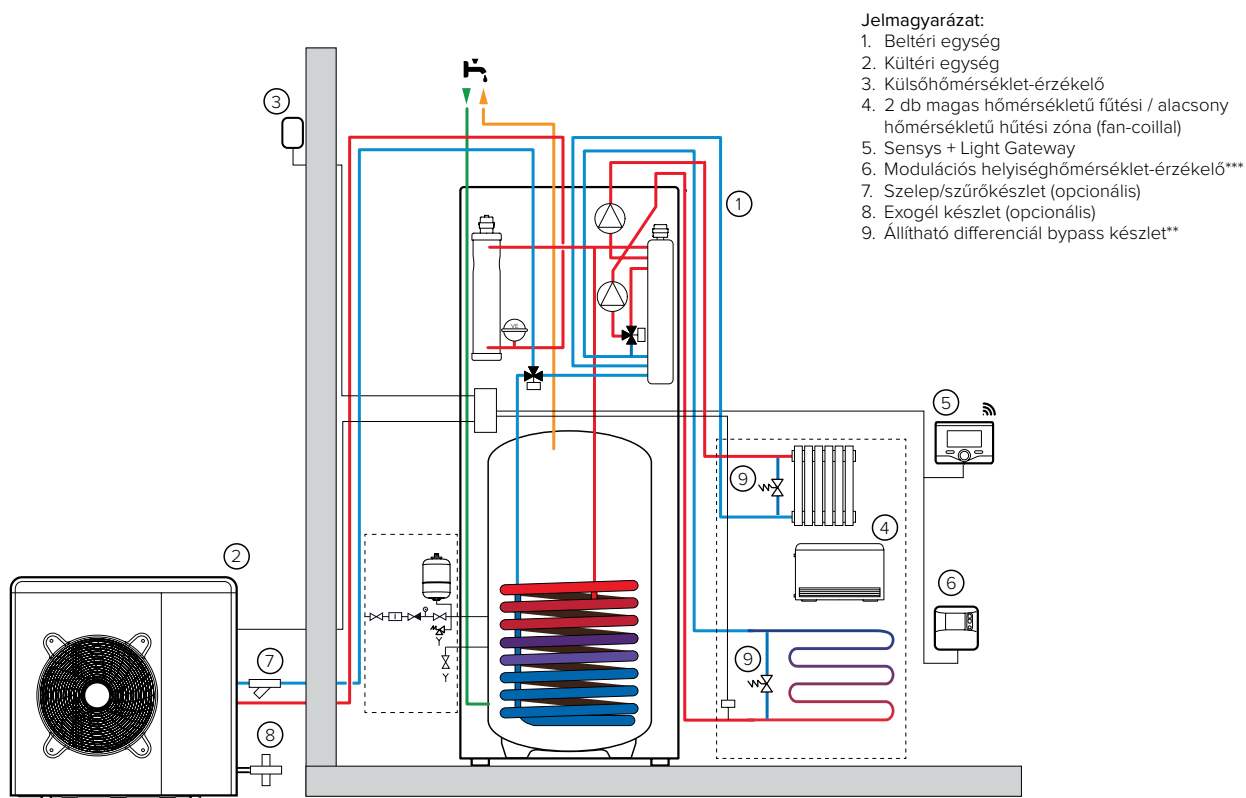 Jelmagyarázat:
1. Beltéri egység
2. Kültéri egység
3. Külsőhőmérséklet-érzékelő
4. 2 db magas hőmérsékletű fűtési / alacsony
hőmérsékletű hűtési zóna (fan-coillal)
5. Sensys + Light Gateway
6. Modulációs helyiséghőmérséklet-érzékelő***
7. Szelep/szűrőkészlet (opcionális)
8. Exogél készlet (opcionális)
9. Állítható differenciál bypass készlet**
3
1
VE
5
9
4
2
6
7
9
8